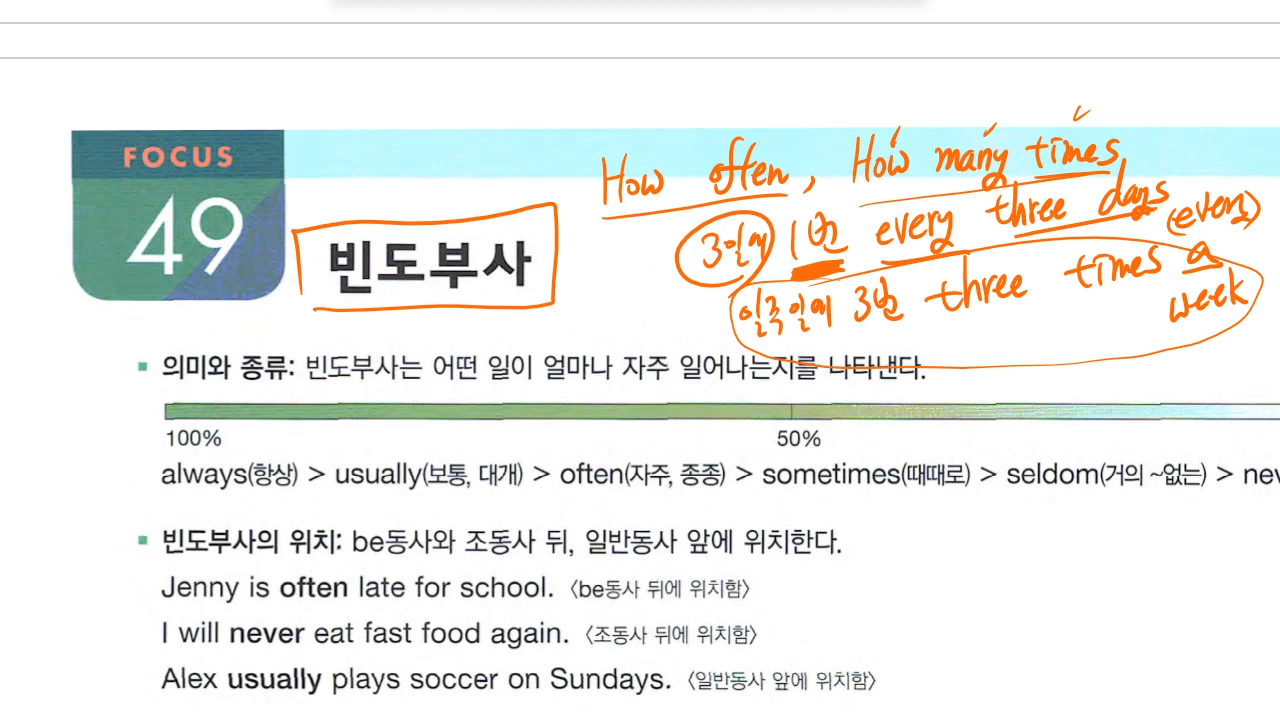 FOCUS
49
빈도부사
How often, How many times,
3일에 1번 every three days
(every)
일주일에 3번 three times a
week
의미와 종류: 빈도부사는 어떤 일이 얼마나 자주 일어나는지를 나타낸다.
100% 50%
always(항상) > usually(보통, 대개) > often(자주, 종종) > sometimes(때때로) > seldom(거의 ~없는) > nev
빈도부사의 위치: be동사와 조동사 뒤, 일반동사 앞에 위치한다.
Jenny is often late for school. 〈be동사 뒤에 위치함〉
I will never eat fast food again. 〈조동사 뒤에 위치함〉
Alex usually plays soccer on Sundays. 〈일반동사 앞에 위치함〉